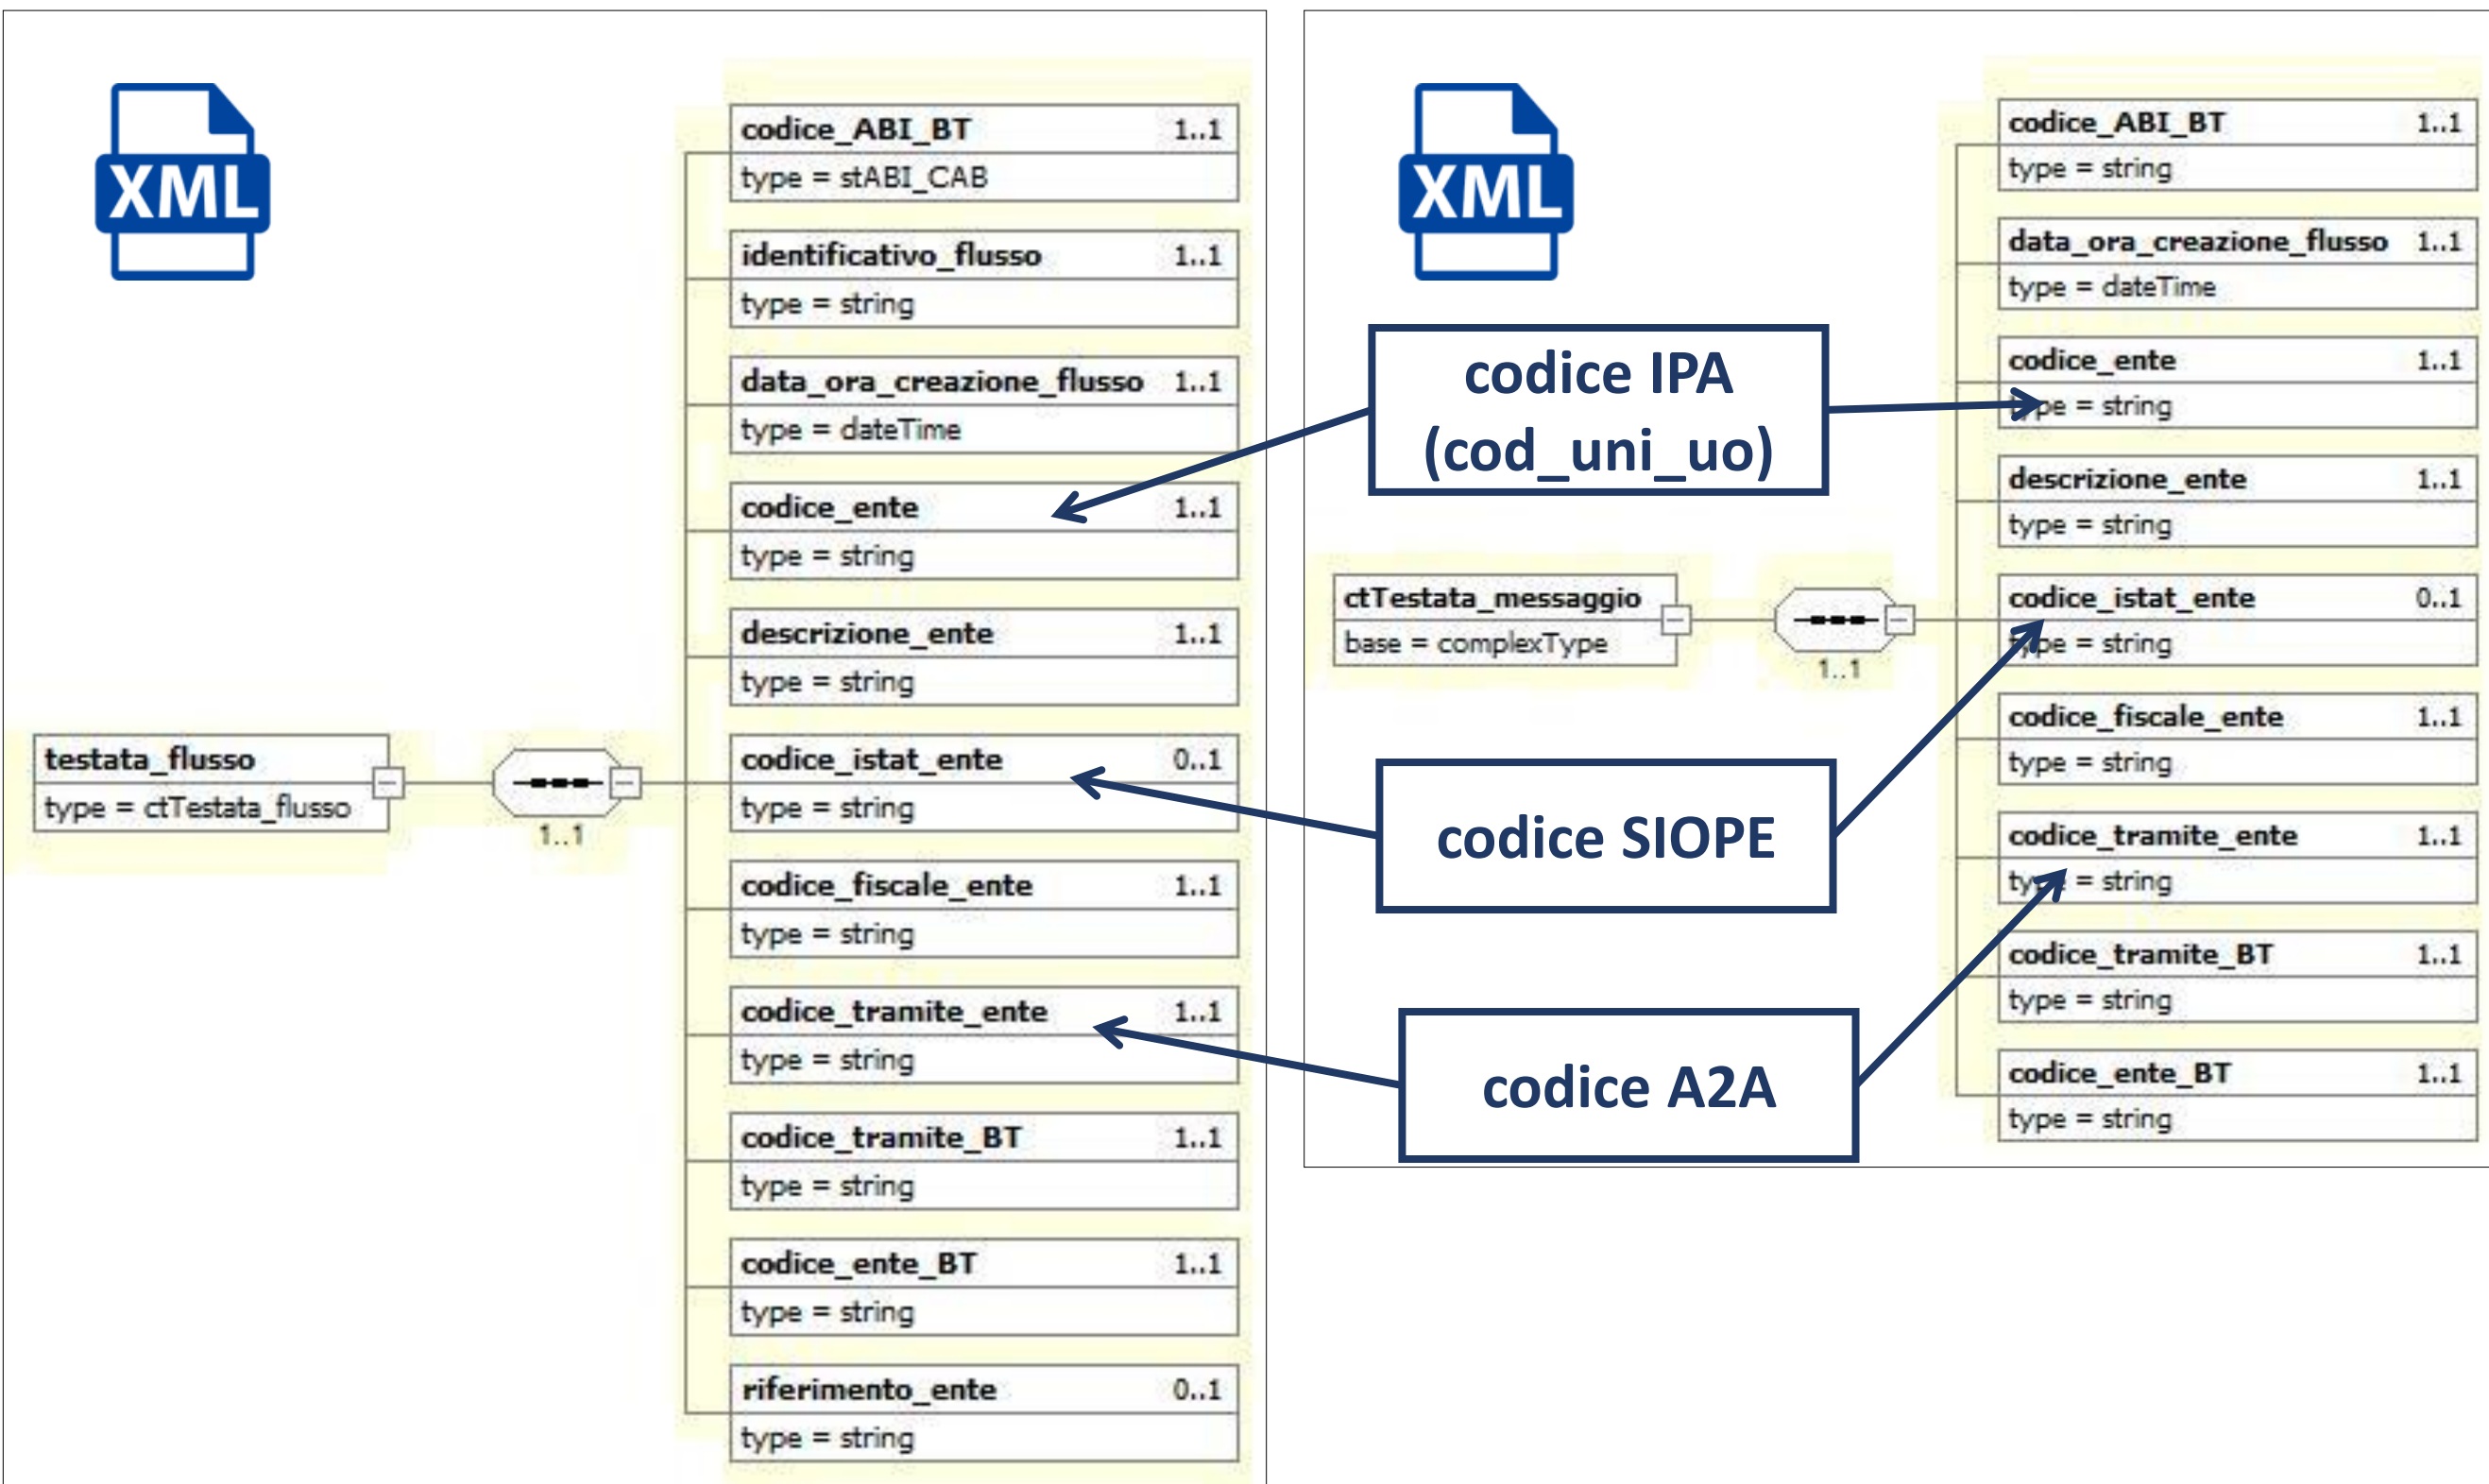 XML
testata_flusso
type = ctTestata_flusso
1..1
codice_ABI_BT 1..1
type = stABI_CAB
identificativo_flusso 1..1
type = string
data_ora_creazione_flusso 1..1
type = dateTime
codice_ente 1..1
type = string
descrizione_ente 1..1
type = string
codice_istat_ente 0..1
type = string
codice_fiscale_ente 1..1
type = string
codice_tramite_ente 1..1
type = string
codice_tramite_BT 1..1
type = string
codice_ente_BT 1..1
type = string
riferimento_ente 0..1
type = string
XML
codice IPA
(cod_uni_uo)
codice SIOPE
codice A2A
ctTestata_messaggio
base = complexType
1..1
codice_ABI_BT 1..1
type = string
data_ora_creazione_flusso 1..1
type = dateTime
codice_ente 1..1
type = string
descrizione_ente 1..1
type = string
codice_istat_ente 0..1
type = string
codice_fiscale_ente 1..1
type = string
codice_tramite_ente 1..1
type = string
codice_tramite_BT 1..1
type = string
codice_ente_BT 1..1
type = string